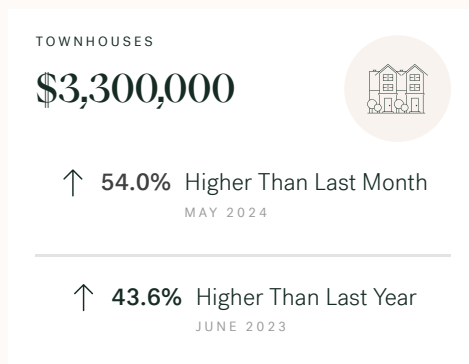 TOWNHOUSES
$3,300,000
54.0% Higher Than Last Month
MAY 2024
43.6% Higher Than Last Year
JUNE 2023